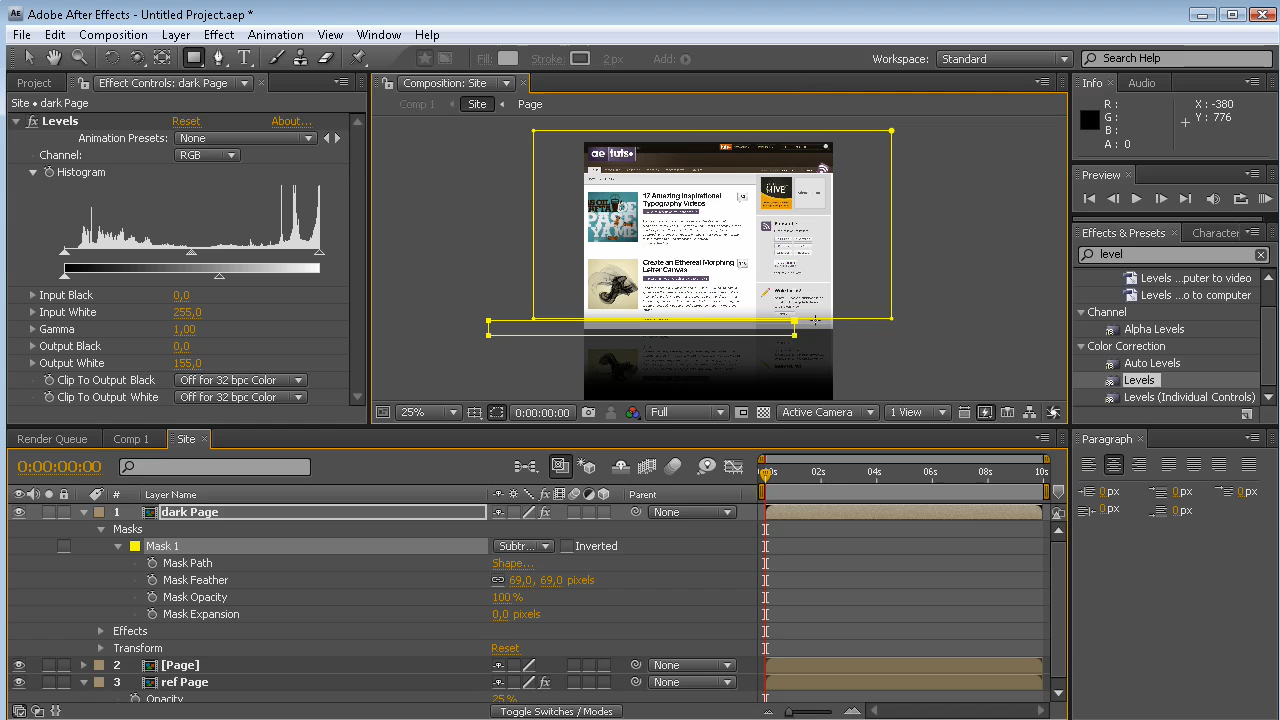 Adobe After Effects - Untitled Project.aep *
File Edit Composition Layer Effect Animation View Window Help
Fill: Stroke: 2 px Add: Workspace: Standard Search Help
Project Effect Controls: dark Page
Site • dark Page
fx Levels Reset About...
Animation Presets: None
Channel: RGB
Histogram
Input Black 0,0
Input White 255,0
Gamma 1,00
Output Black 0,0
Output White 155,0
Clip To Output Black Off for 32 bpc Color
Clip To Output White Off for 32 bpc Color
Composition: Site
Comp 1 Site Page
ae tuts+
17 Amazing Inspirational
Typography Videos
Create an Ethereal Morphing
Letter Canvas
HIVE
25% 0:00:00:00 Full Active Camera 1 View
Info Audio
R: X: -380
G: Y: 776
B:
A: 0
Preview
Effects & Presets Character
level
Levels ...puter to video
Levels ...o to computer
Channel
Alpha Levels
Color Correction
Auto Levels
Levels
Levels (Individual Controls)
Render Queue Comp 1 Site
0:00:00:00
02s 04s 06s 08s 10s
# Layer Name Parent
1 dark Page None
Masks
Mask 1 Subtr... Inverted
Mask Path Shape...
Mask Feather 69,0, 69,0 pixels
Mask Opacity 100 %
Mask Expansion 0,0 pixels
Effects
Transform Reset
2 [Page] None
3 ref Page None
Opacity 25 %
Toggle Switches / Modes
Paragraph
0 px 0 px 0 px
0 px 0 px